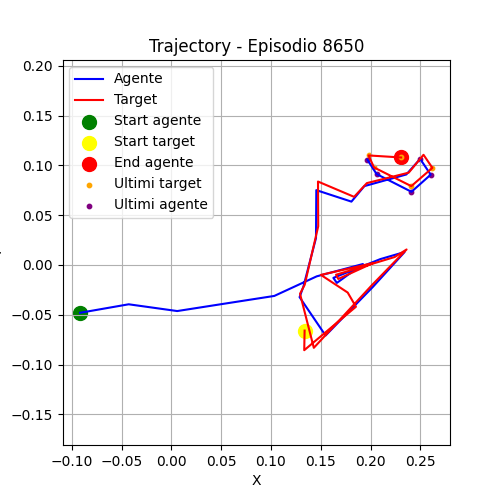 Trajectory - Episodio 8650
Agente
Target
Start agente
Start target
End agente
Ultimi target
Ultimi agente
0.20
0.15
0.10
0.05
0.00
−0.05
−0.10
−0.15
−0.10 −0.05 0.00 0.05 0.10 0.15 0.20 0.25
X